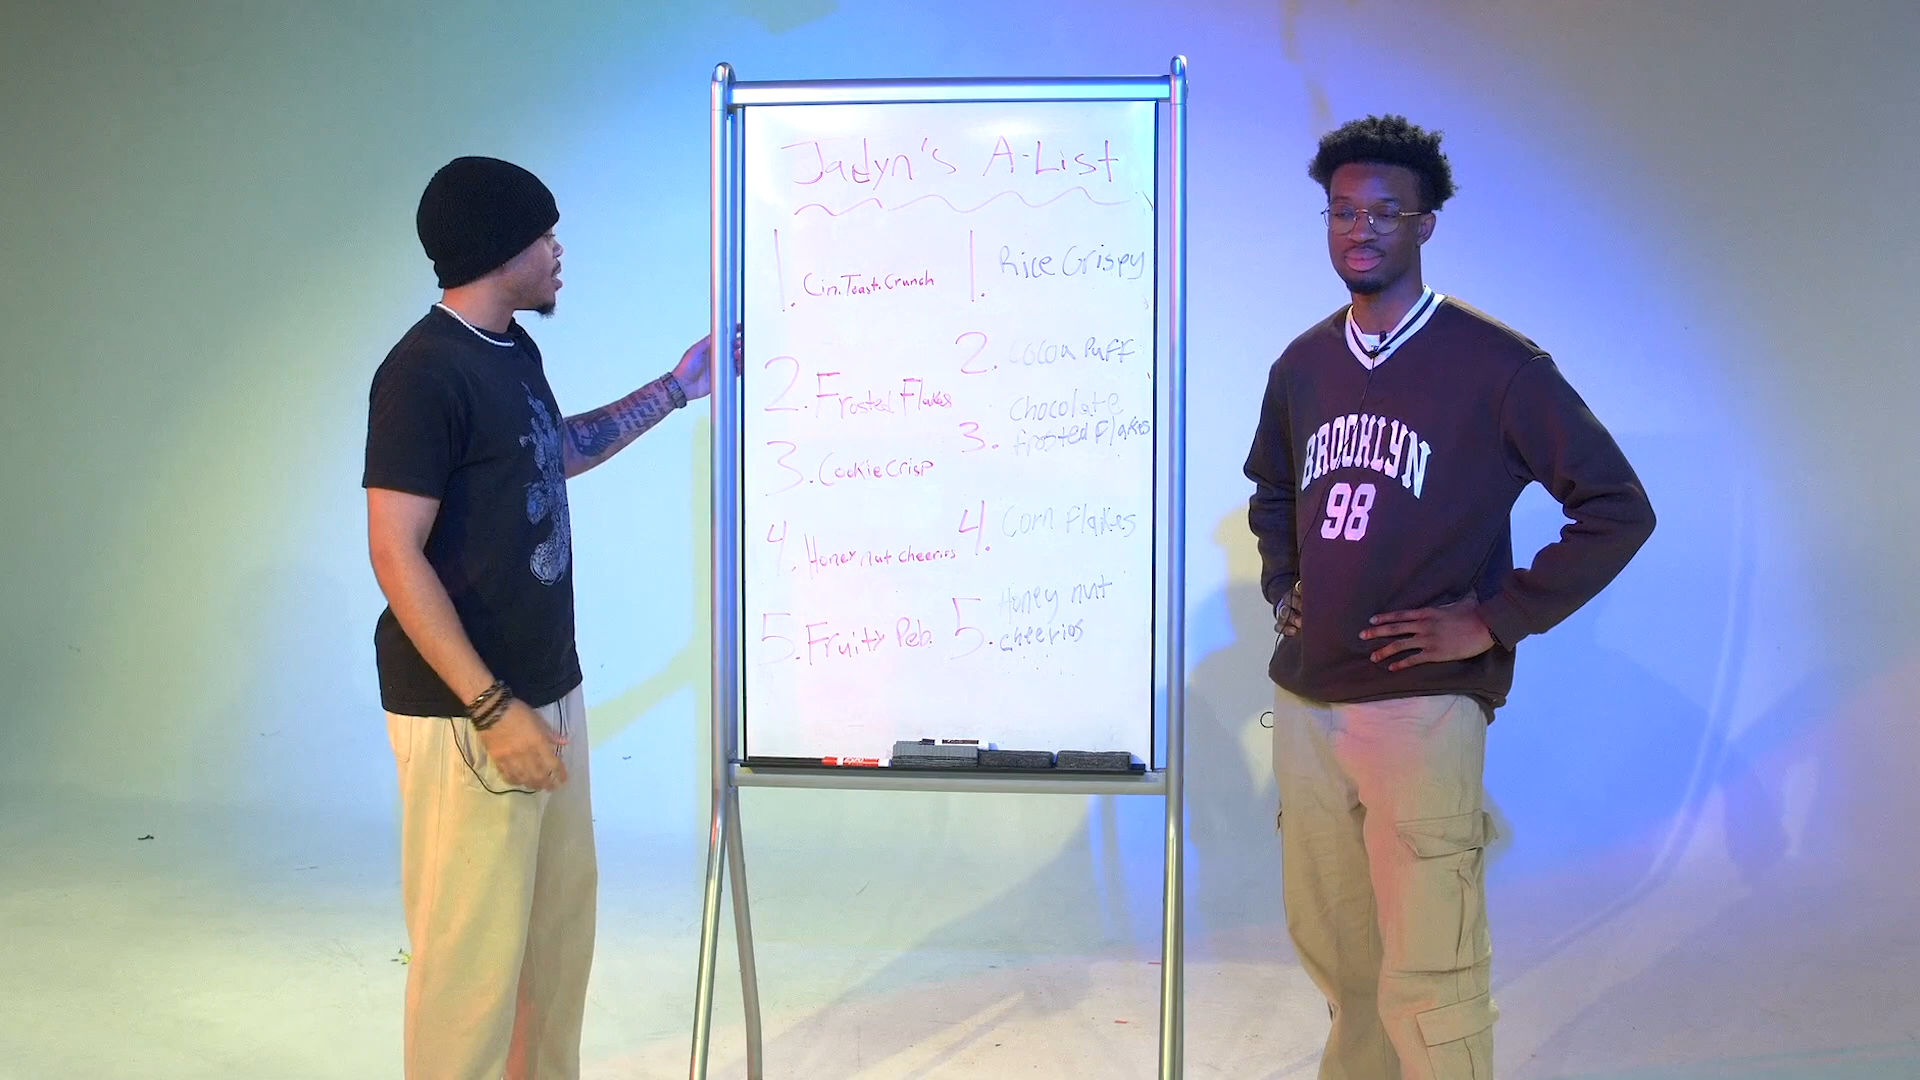 Jadyn's A-List
1. Cin. Toast. Crunch
2. Frosted Flakes
3. Cookie Crisp
4. Honey nut cheerios
5. Fruity Peb.
1. Rice Crispy
2. Cocoa Puff
3. Chocolate
frosted flakes
4. Corn flakes
5. Honey nut
cheerios
BROOKLYN
98